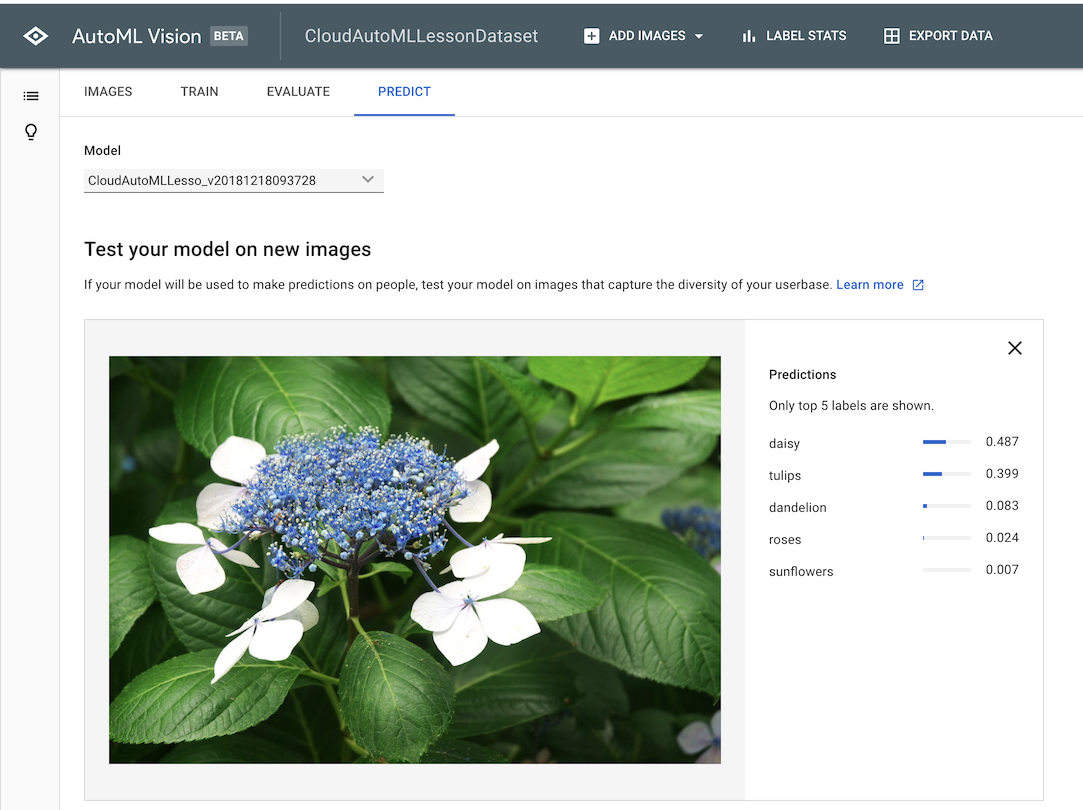 AutoML Vision BETA CloudAutoMLLessonDataset ADD IMAGES LABEL STATS EXPORT DATA
IMAGES TRAIN EVALUATE PREDICT
Model
CloudAutoMLLesso_v20181218093728
Test your model on new images
If your model will be used to make predictions on people, test your model on images that capture the diversity of your userbase. Learn more
Predictions
Only top 5 labels are shown.
daisy 0.487
tulips 0.399
dandelion 0.083
roses 0.024
sunflowers 0.007